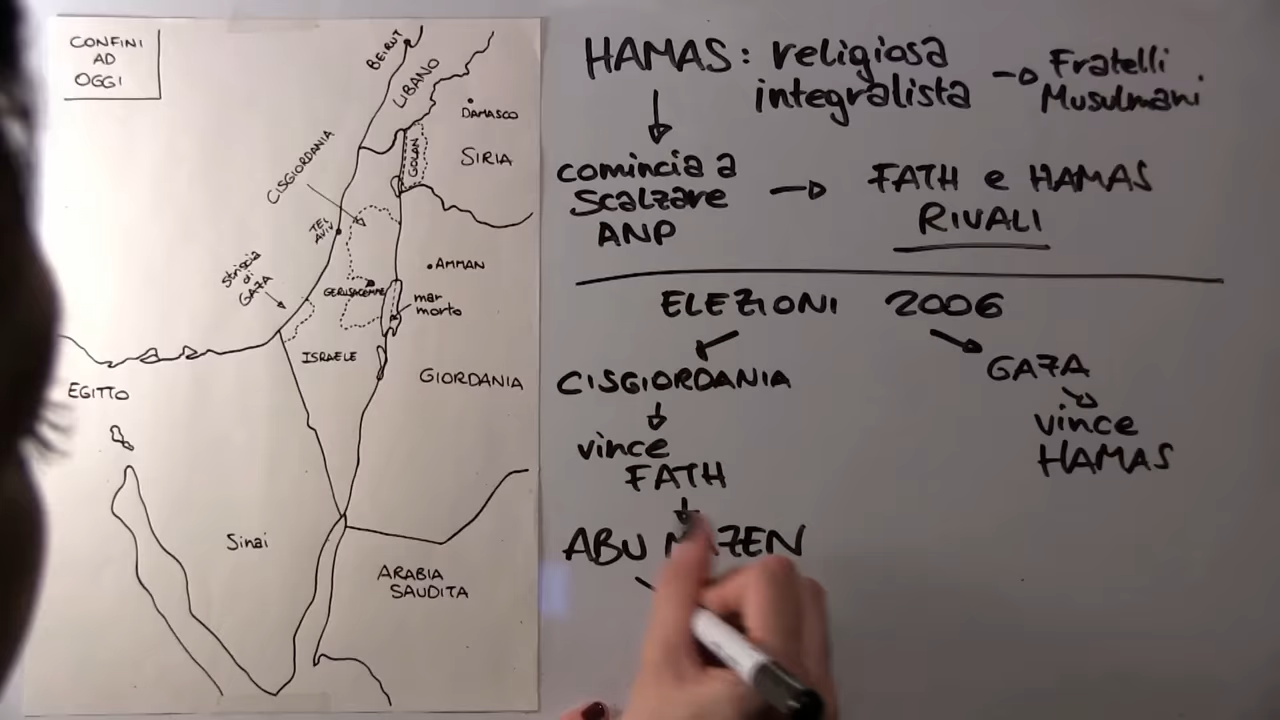 CONFINI
AD
OGGI
BEIRUT
LIBANO
DAMASCO
SIRIA
GOLAN
CISGIORDANIA
TEL
AVIV
AMMAN
striscia
di
GAZA
GERUSALEMME
mar
morto
ISRAELE
GIORDANIA
EGITTO
Sinai
ARABIA
SAUDITA
HAMAS: religiosa
integralista
Fratelli
Musulmani
comincia a
scalzare
ANP
FATH e HAMAS
RIVALI
ELEZIONI 2006
CISGIORDANIA
vince
FATH
ABU MAZEN
GAZA
vince
HAMAS